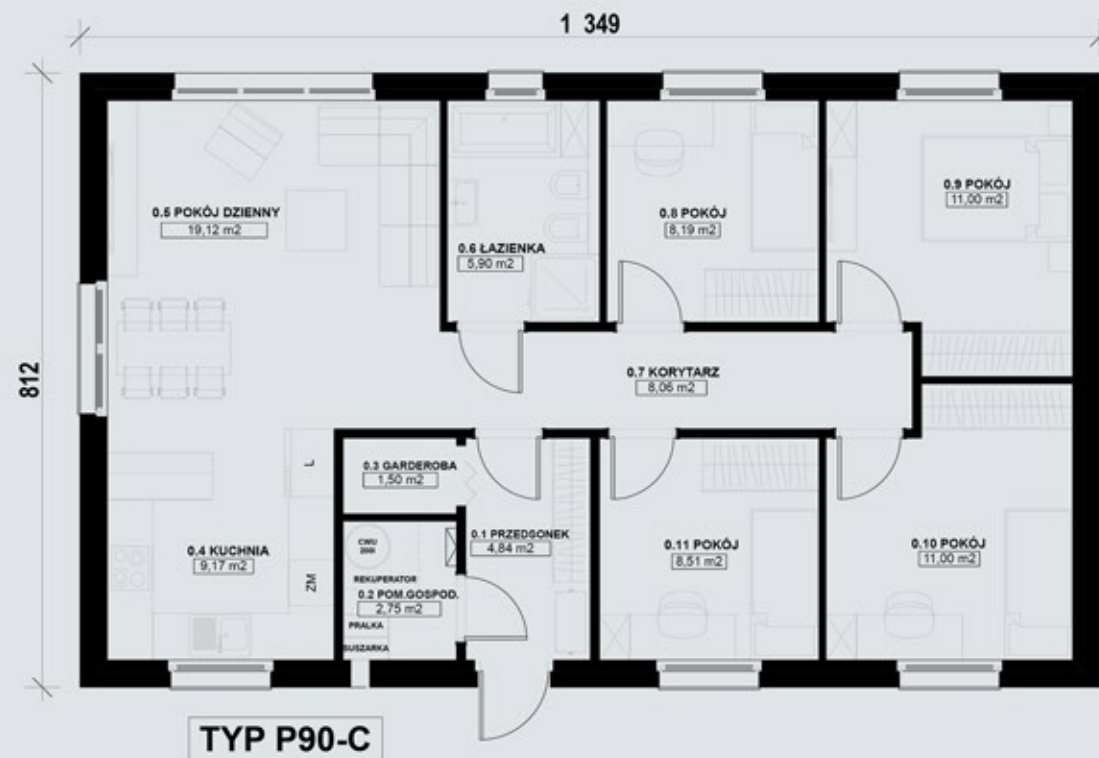 1 349
812
0.5 POKÓJ DZIENNY
19,12 m2
0.6 ŁAZIENKA
5,90 m2
0.8 POKÓJ
8,19 m2
0.9 POKÓJ
11,00 m2
0.7 KORYTARZ
8,06 m2
0.3 GARDEROBA
1,50 m2
L
0.4 KUCHNIA
9,17 m2
ZM
CWU
200l
REKUPERATOR
0.2 POM.GOSPOD.
2,75 m2
PRALKA
SUSZARKA
0.1 PRZEDSONEK
4,84 m2
0.11 POKÓJ
8,51 m2
0.10 POKÓJ
11,00 m2
TYP P90-C